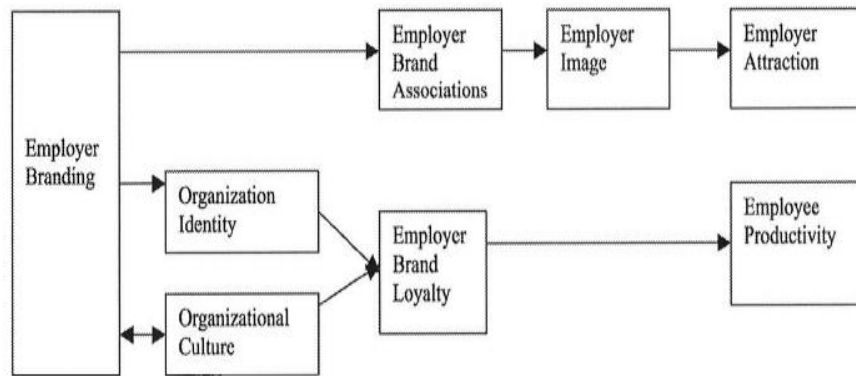 Employer
Branding
Employer
Brand
Associations
Employer
Image
Employer
Attraction
Organization
Identity
Organizational
Culture
Employer
Brand
Loyalty
Employee
Productivity